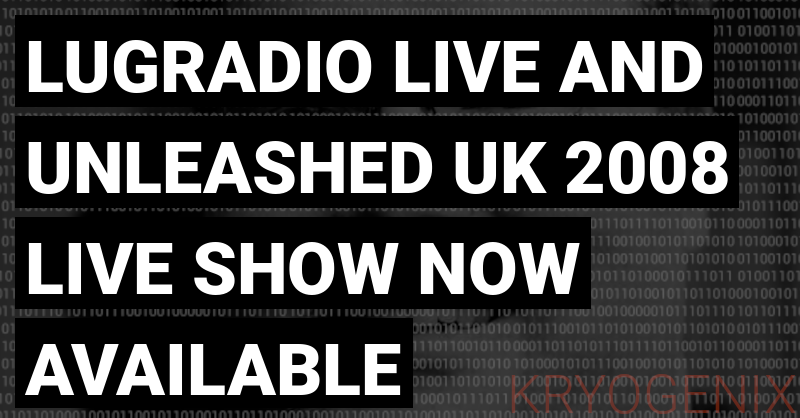 LUGRADIO LIVE AND
UNLEASHED UK 2008
LIVE SHOW NOW
AVAILABLE
KRYOGENIX